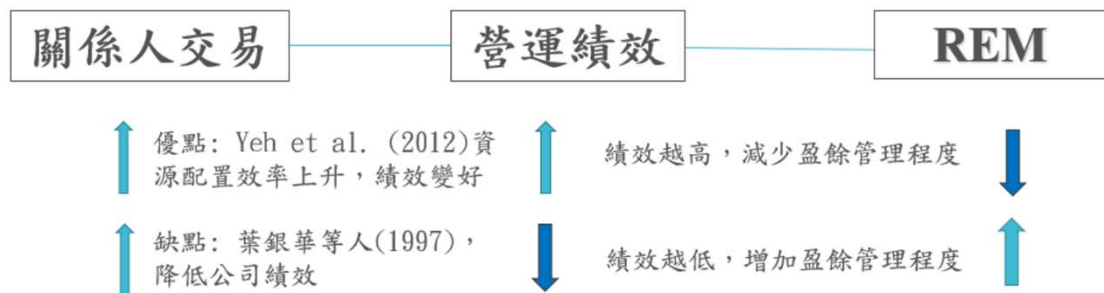 關係人交易
營運績效
REM
優點: Yeh et al. (2012)資
源配置效率上升，績效變好
績效越高，減少盈餘管理程度
缺點: 葉銀華等人(1997)，
降低公司績效
績效越低，增加盈餘管理程度